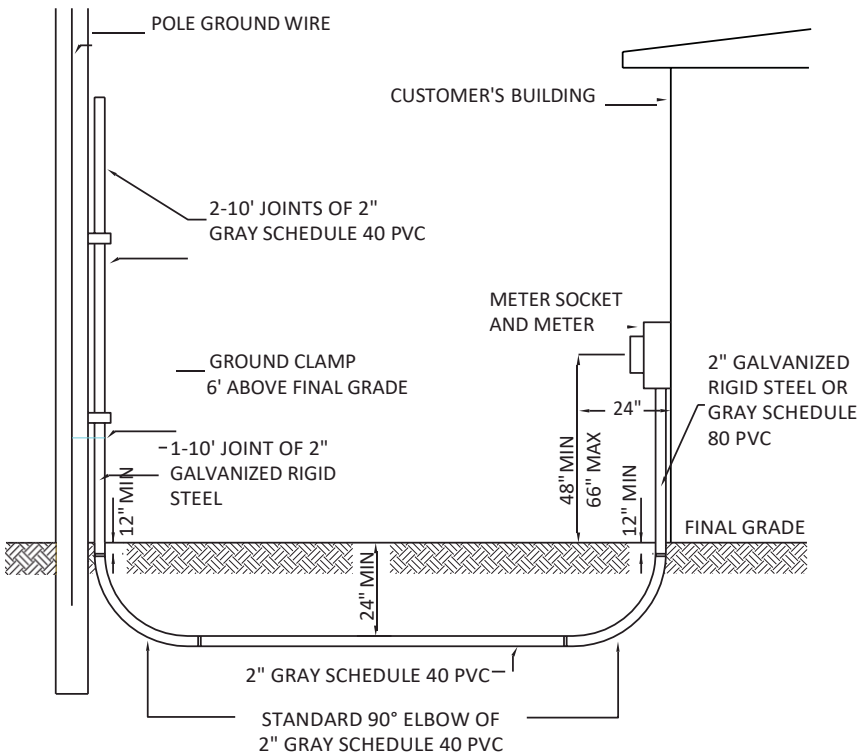 POLE GROUND WIRE
CUSTOMER'S BUILDING
2-10' JOINTS OF 2"
GRAY SCHEDULE 40 PVC
METER SOCKET
AND METER
GROUND CLAMP
6' ABOVE FINAL GRADE
2" GALVANIZED
RIGID STEEL OR
GRAY SCHEDULE
80 PVC
24"
1-10' JOINT OF 2"
GALVANIZED RIGID
STEEL
12" MIN
48" MIN
66" MAX
12" MIN
FINAL GRADE
24" MIN
2" GRAY SCHEDULE 40 PVC
STANDARD 90° ELBOW OF
2" GRAY SCHEDULE 40 PVC